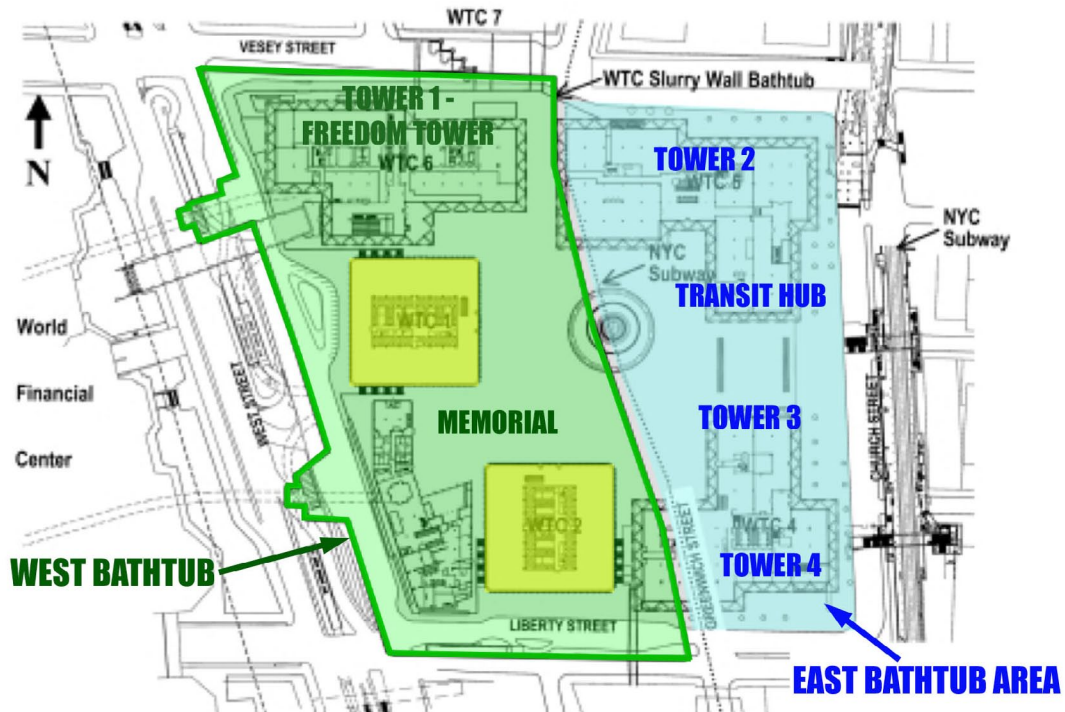 WTC 7
VESEY STREET
WTC Slurry Wall Bathtub
TOWER 1 -
FREEDOM TOWER
WTC 6
TOWER 2
WTC 5
N
NYC
Subway
NYC
Subway
TRANSIT HUB
WTC 1
World
Financial
Center
WEST STREET
MEMORIAL
TOWER 3
CHURCH STREET
WTC 2
WTC 4
GREENWICH STREET
TOWER 4
WEST BATHTUB
LIBERTY STREET
EAST BATHTUB AREA